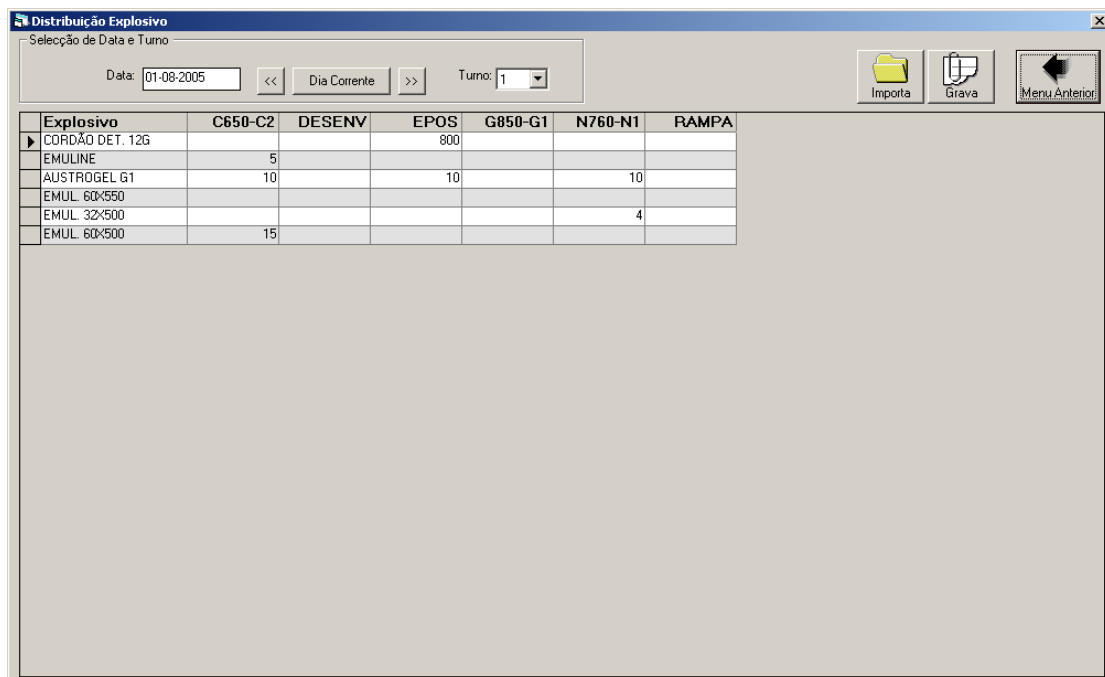 Distribuição Explosivo
Selecção de Data e Turno
Data: 01-08-2005 << Dia Corrente >> Turno: 1
Importa Grava Menu Anterior
Explosivo C650-C2 DESENV EPOS G850-G1 N760-N1 RAMPA
CORDÃO DET. 12G 800
EMULINE 5
AUSTROGEL G1 10 10 10
EMUL. 60X550
EMUL. 32X500 4
EMUL. 60X500 15